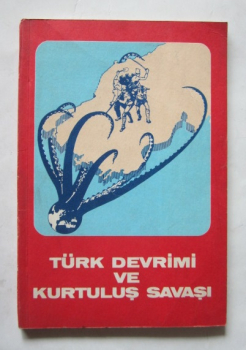 TÜRK DEVRİMİ
VE
KURTULUŞ SAVAŞI